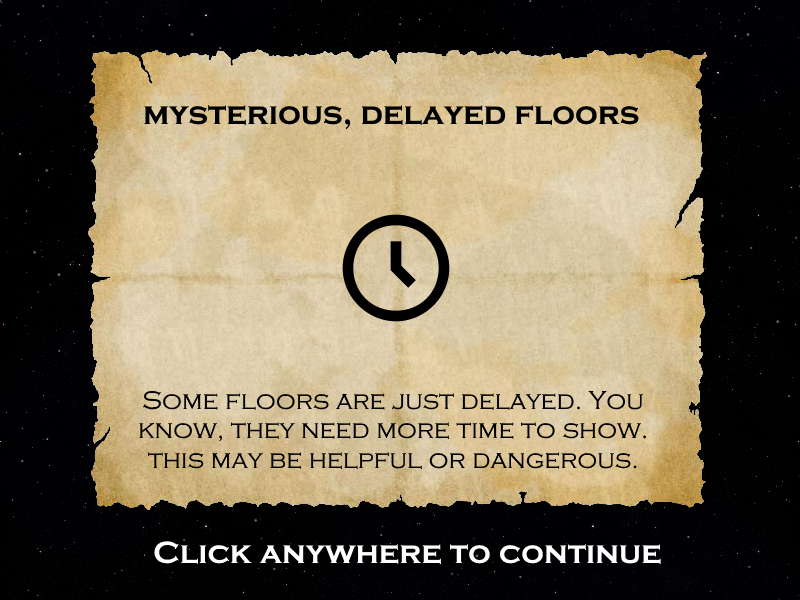 MYSTERIOUS, DELAYED FLOORS
SOME FLOORS ARE JUST DELAYED. YOU
KNOW, THEY NEED MORE TIME TO SHOW.
THIS MAY BE HELPFUL OR DANGEROUS.
CLICK ANYWHERE TO CONTINUE